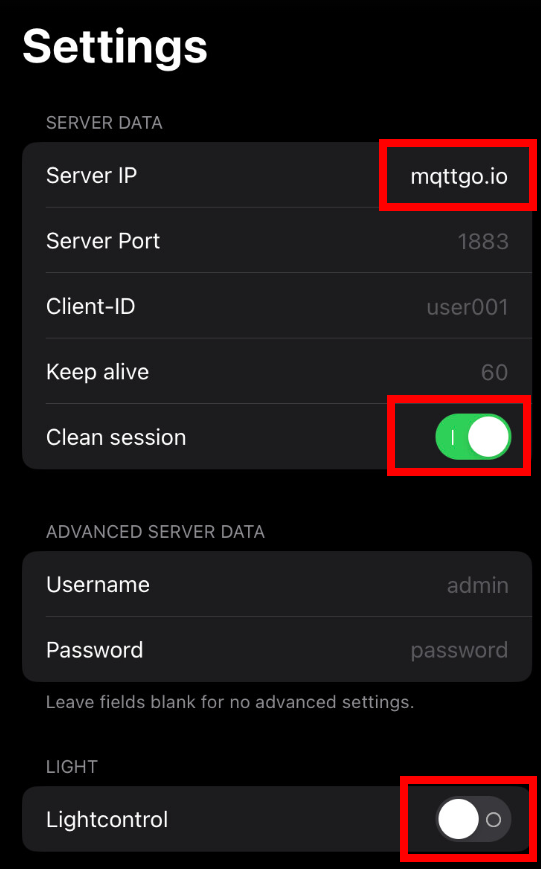 Settings
SERVER DATA
Server IP mqttgo.io
Server Port 1883
Client-ID user001
Keep alive 60
Clean session
ADVANCED SERVER DATA
Username admin
Password password
Leave fields blank for no advanced settings.
LIGHT
Lightcontrol